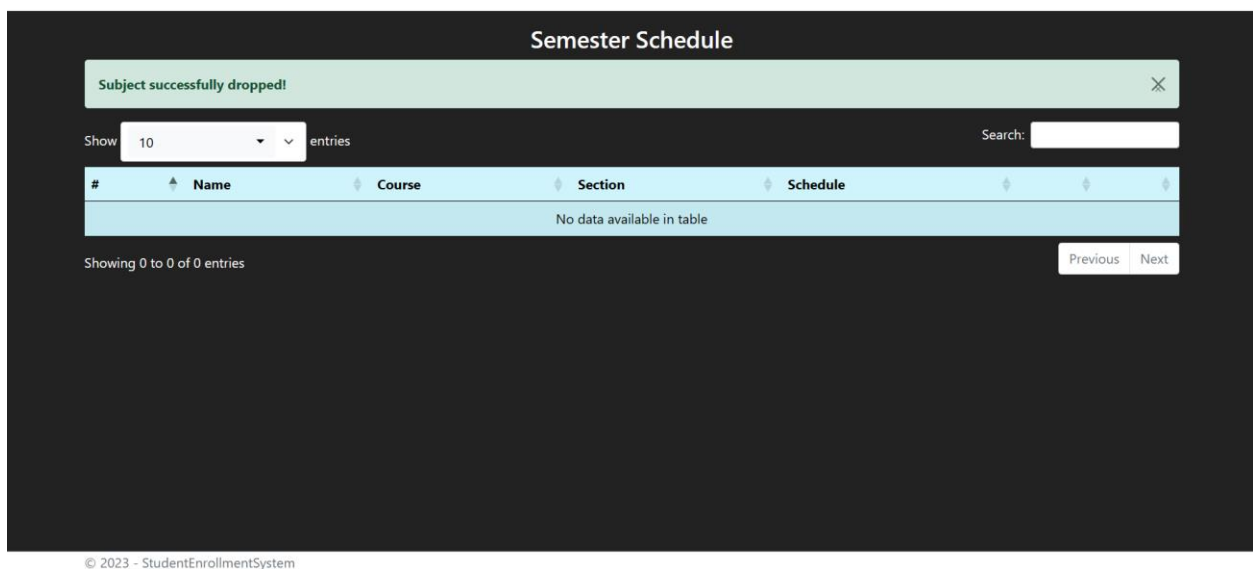 Semester Schedule
Subject successfully dropped!
Show 10 entries
Search:
# Name Course Section Schedule
No data available in table
Showing 0 to 0 of 0 entries
Previous Next
© 2023 - StudentEnrollmentSystem